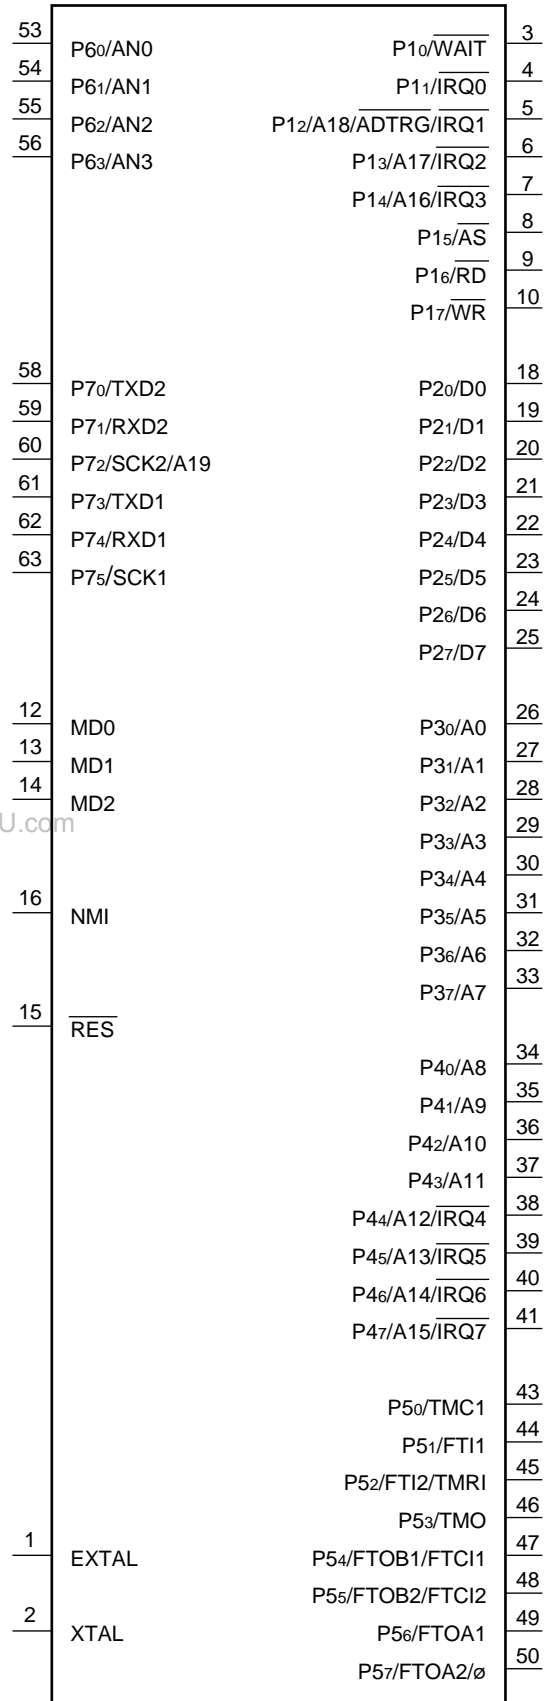 53 P60/AN0 P10/WAIT 3
54 P61/AN1 P11/IRQ0 4
55 P62/AN2 P12/A18/ADTRG/IRQ1 5
56 P63/AN3 P13/A17/IRQ2 6
P14/A16/IRQ3 7
P15/AS 8
P16/RD 9
P17/WR 10
58 P70/TXD2 P20/D0 18
59 P71/RXD2 P21/D1 19
60 P72/SCK2/A19 P22/D2 20
61 P73/TXD1 P23/D3 21
62 P74/RXD1 P24/D4 22
63 P75/SCK1 P25/D5 23
P26/D6 24
P27/D7 25
12 MD0 P30/A0 26
13 MD1 P31/A1 27
14 MD2 P32/A2 28
U.com P33/A3 29
P34/A4 30
16 NMI P35/A5 31
P36/A6 32
P37/A7 33
15 RES
P40/A8 34
P41/A9 35
P42/A10 36
P43/A11 37
P44/A12/IRQ4 38
P45/A13/IRQ5 39
P46/A14/IRQ6 40
P47/A15/IRQ7 41
P50/TMC1 43
P51/FTI1 44
P52/FTI2/TMRI 45
P53/TMO 46
1 EXTAL P54/FTOB1/FTCI1 47
P55/FTOB2/FTCI2 48
2 XTAL P56/FTOA1 49
P57/FTOA2/ø 50